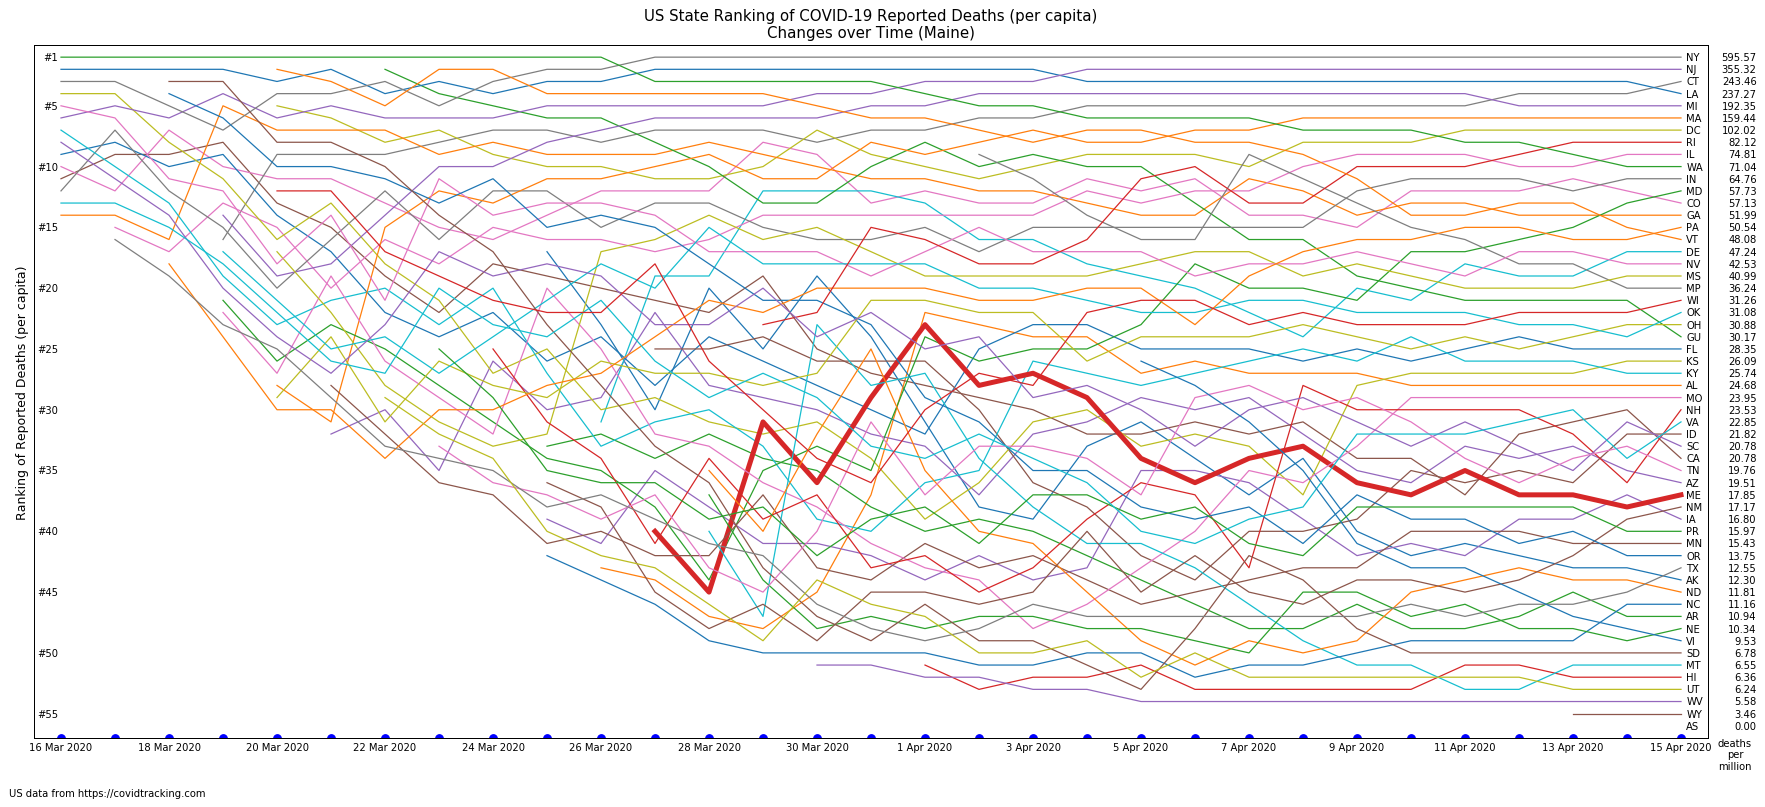 US State Ranking of COVID-19 Reported Deaths (per capita)
Changes over Time (Maine)
Ranking of Reported Deaths (per capita)
#1
#5
#10
#15
#20
#25
#30
#35
#40
#45
#50
#55
NY 595.57
NJ 355.32
CT 243.46
LA 237.27
MI 192.35
MA 159.44
DC 102.02
RI 82.12
IL 74.81
WA 71.04
IN 64.76
MD 57.73
CO 57.13
GA 51.99
PA 50.54
VT 48.08
DE 47.24
NV 42.53
MS 40.99
MP 36.24
WI 31.26
OK 31.08
OH 30.88
GU 30.17
FL 28.35
KS 26.09
KY 25.74
AL 24.68
MO 23.95
NH 23.53
VA 22.85
ID 21.82
SC 20.78
CA 20.78
TN 19.76
AZ 19.51
ME 17.85
NM 17.17
IA 16.80
PR 15.97
MN 15.43
OR 13.75
TX 12.55
AK 12.30
ND 11.81
NC 11.16
AR 10.94
NE 10.34
VI 9.53
SD 6.78
MT 6.55
HI 6.36
UT 6.24
WV 5.58
WY 3.46
AS 0.00
16 Mar 2020 18 Mar 2020 20 Mar 2020 22 Mar 2020 24 Mar 2020 26 Mar 2020 28 Mar 2020 30 Mar 2020 1 Apr 2020 3 Apr 2020 5 Apr 2020 7 Apr 2020 9 Apr 2020 11 Apr 2020 13 Apr 2020 15 Apr 2020
deaths
per
million
US data from https://covidtracking.com